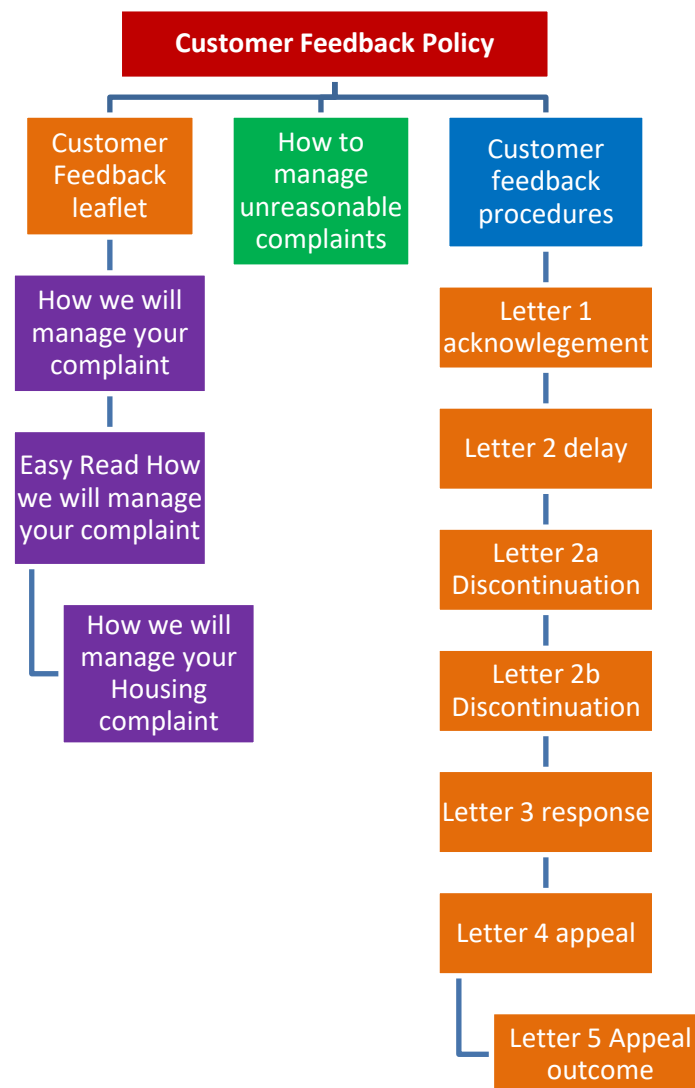 Customer Feedback Policy
Customer
Feedback
leaflet
How we will
manage your
complaint
Easy Read How
we will manage
your complaint
How we will
manage your
Housing
complaint
How to
manage
unreasonable
complaints
Customer
feedback
procedures
Letter 1
acknowlegement
Letter 2 delay
Letter 2a
Discontinuation
Letter 2b
Discontinuation
Letter 3 response
Letter 4 appeal
Letter 5 Appeal
outcome